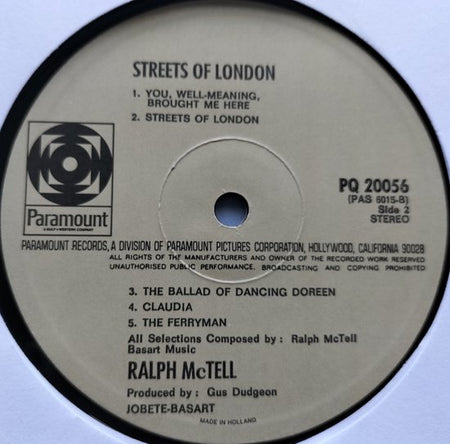 STREETS OF LONDON
1. YOU, WELL-MEANING,
BROUGHT ME HERE
2. STREETS OF LONDON
Paramount
A GULF+WESTERN COMPANY
PQ 20056
(PAS 6015-B)
Side 2
STEREO
PARAMOUNT RECORDS, A DIVISION OF PARAMOUNT PICTURES CORPORATION, HOLLYWOOD, CALIFORNIA 90028
ALL RIGHTS OF THE MANUFACTURERS AND OWNER OF THE RECORDED WORK RESERVED
UNAUTHORISED PUBLIC PERFORMANCE, BROADCASTING AND COPYING PROHIBITED
3. THE BALLAD OF DANCING DOREEN
4. CLAUDIA
5. THE FERRYMAN
All Selections Composed by: Ralph McTell
Basart Music
RALPH McTELL
Produced by: Gus Dudgeon
JOBETE-BASART
MADE IN HOLLAND